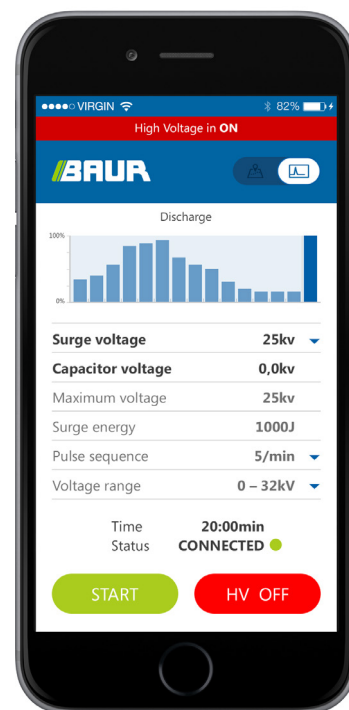 VIRGIN 82%
High Voltage in ON
BAUR
Discharge
100%
0%
Surge voltage 25kv
Capacitor voltage 0,0kv
Maximum voltage 25kv
Surge energy 1000J
Pulse sequence 5/min
Voltage range 0 – 32kV
Time 20:00min
Status CONNECTED
START HV OFF